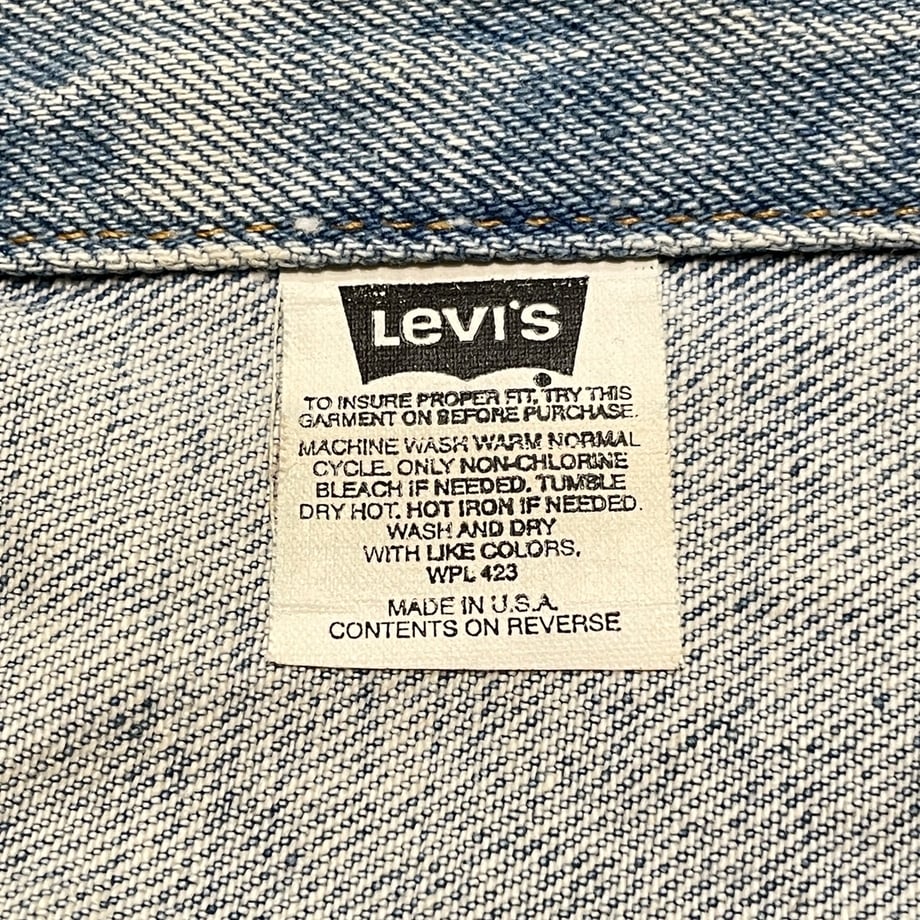 Levi's
TO INSURE PROPER FIT, TRY THIS
GARMENT ON BEFORE PURCHASE.
MACHINE WASH WARM NORMAL
CYCLE. ONLY NON-CHLORINE
BLEACH IF NEEDED. TUMBLE
DRY HOT. HOT IRON IF NEEDED.
WASH AND DRY
WITH LIKE COLORS.
WPL 423
MADE IN U.S.A.
CONTENTS ON REVERSE